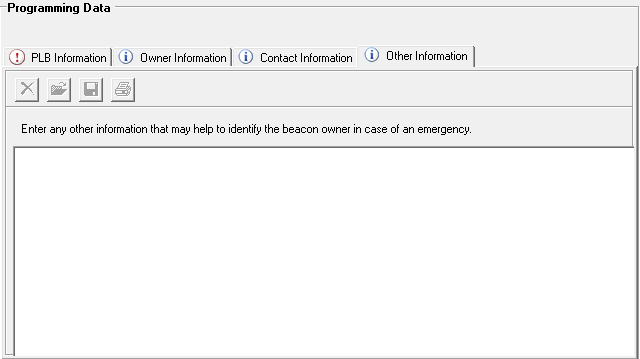 Programming Data
PLB Information
Owner Information
Contact Information
Other Information
Enter any other information that may help to identify the beacon owner in case of an emergency.